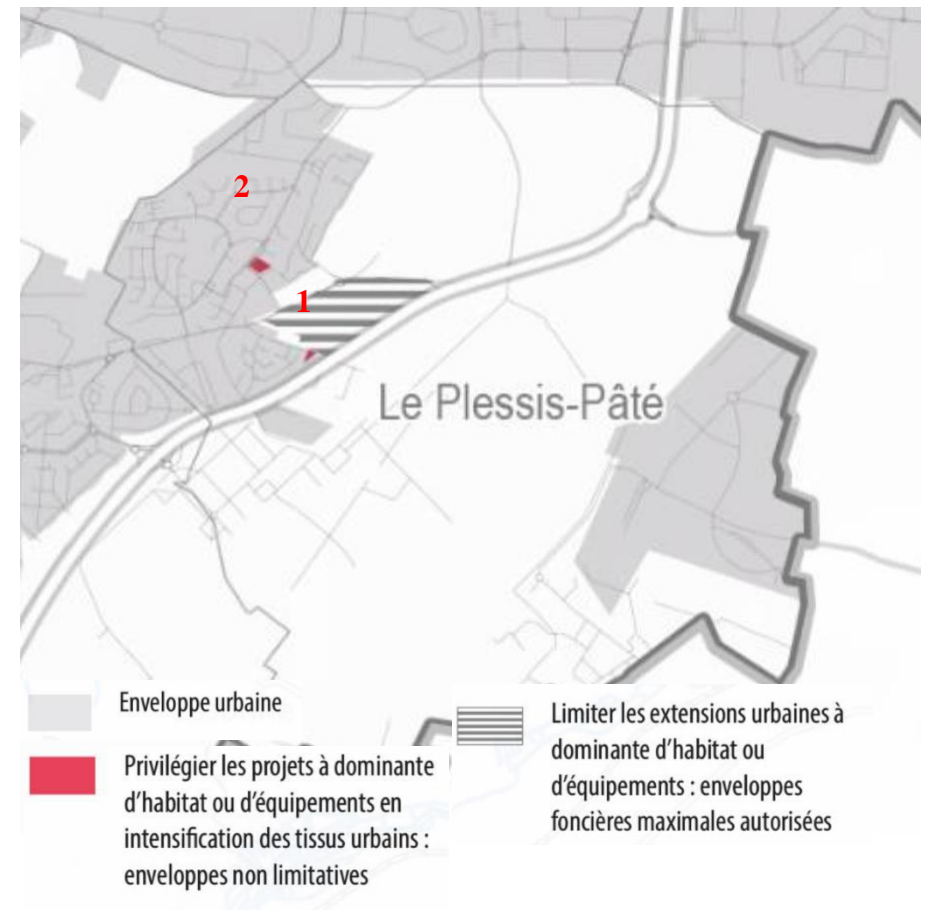 2
1
Le Plessis-Pâté
Enveloppe urbaine
Privilégier les projets à dominante
d'habitat ou d'équipements en
intensification des tissus urbains :
enveloppes non limitatives
Limiter les extensions urbaines à
dominante d'habitat ou
d'équipements : enveloppes
foncières maximales autorisées